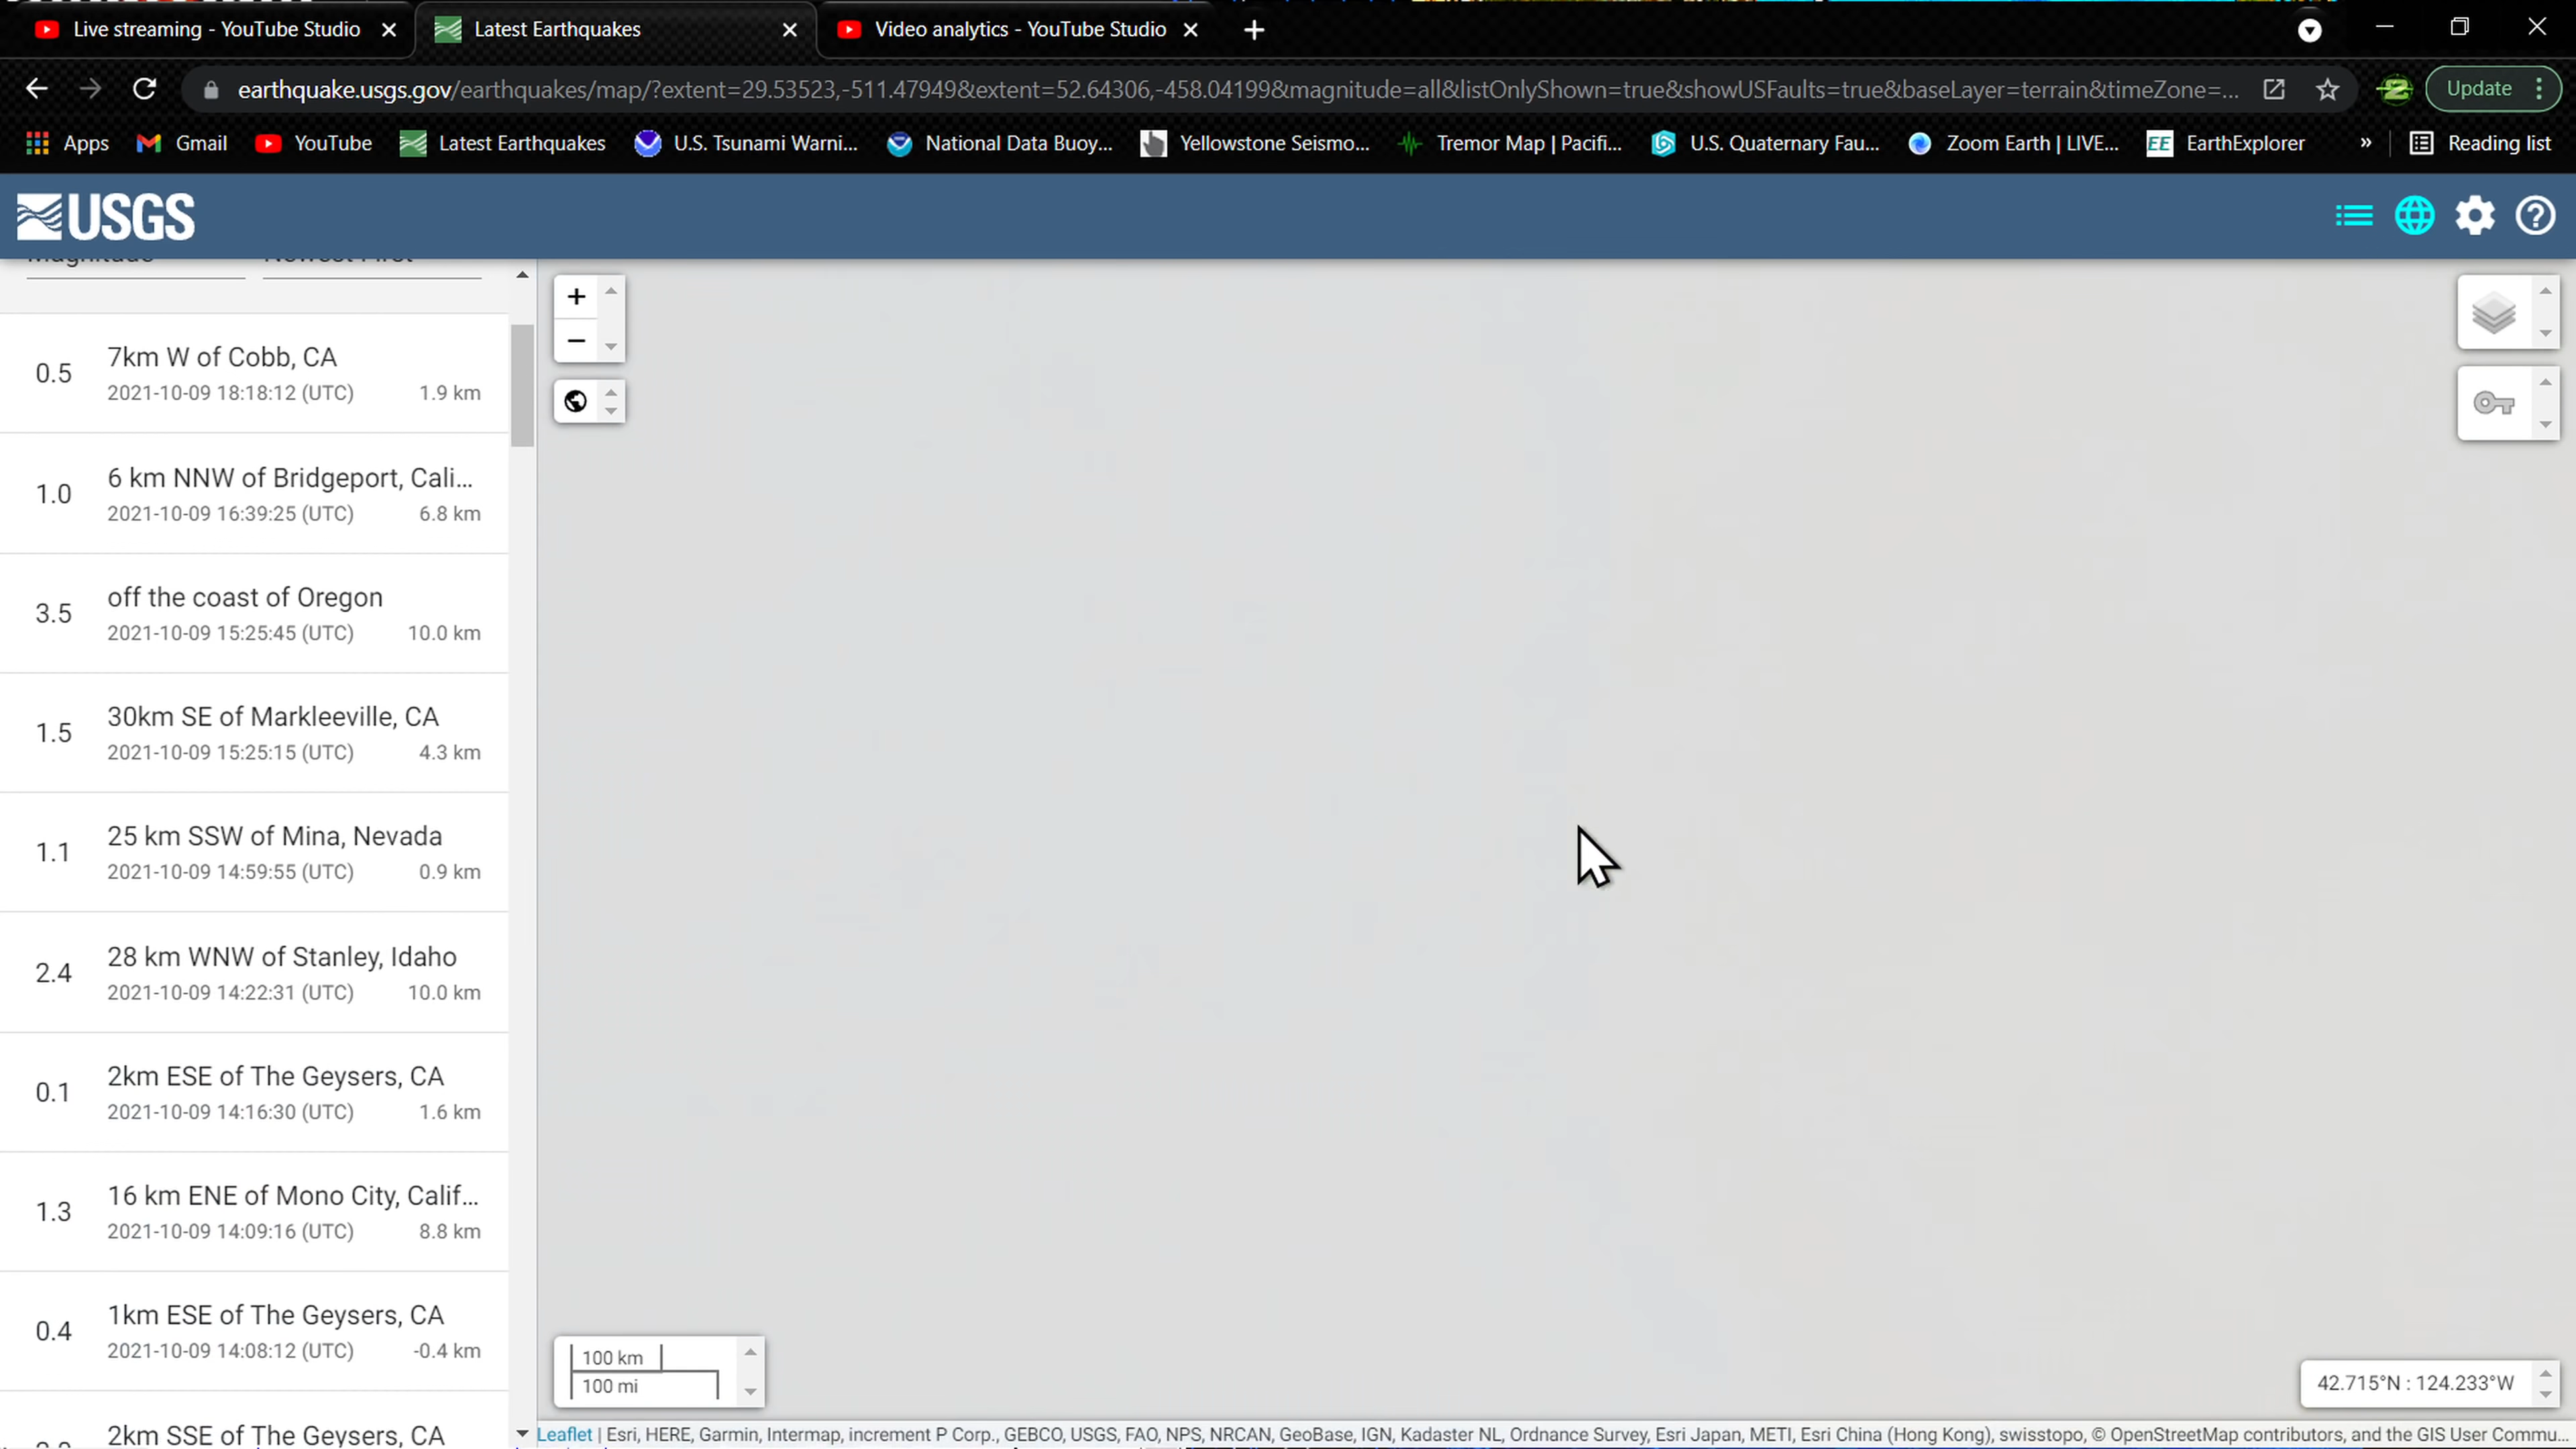 Live streaming - YouTube Studio
Latest Earthquakes
Video analytics - YouTube Studio
earthquake.usgs.gov/earthquakes/map/?extent=29.53523,-511.47949&extent=52.64306,-458.04199&magnitude=all&listOnlyShown=true&showUSFaults=true&baseLayer=terrain&timeZone=...
Update
Apps
Gmail
YouTube
Latest Earthquakes
U.S. Tsunami Warni...
National Data Buoy...
Yellowstone Seismo...
Tremor Map | Pacifi...
U.S. Quaternary Fau...
Zoom Earth | LIVE...
EE EarthExplorer
»
Reading list
USGS
Magnitude
Newest First
0.5
7km W of Cobb, CA
2021-10-09 18:18:12 (UTC) 1.9 km
1.0
6 km NNW of Bridgeport, Cali...
2021-10-09 16:39:25 (UTC) 6.8 km
3.5
off the coast of Oregon
2021-10-09 15:25:45 (UTC) 10.0 km
1.5
30km SE of Markleeville, CA
2021-10-09 15:25:15 (UTC) 4.3 km
1.1
25 km SSW of Mina, Nevada
2021-10-09 14:59:55 (UTC) 0.9 km
2.4
28 km WNW of Stanley, Idaho
2021-10-09 14:22:31 (UTC) 10.0 km
0.1
2km ESE of The Geysers, CA
2021-10-09 14:16:30 (UTC) 1.6 km
1.3
16 km ENE of Mono City, Calif...
2021-10-09 14:09:16 (UTC) 8.8 km
0.4
1km ESE of The Geysers, CA
2021-10-09 14:08:12 (UTC) -0.4 km
2km SSE of The Geysers, CA
+
−
100 km
100 mi
42.715°N : 124.233°W
Leaflet | Esri, HERE, Garmin, Intermap, increment P Corp., GEBCO, USGS, FAO, NPS, NRCAN, GeoBase, IGN, Kadaster NL, Ordnance Survey, Esri Japan, METI, Esri China (Hong Kong), swisstopo, © OpenStreetMap contributors, and the GIS User Commu...